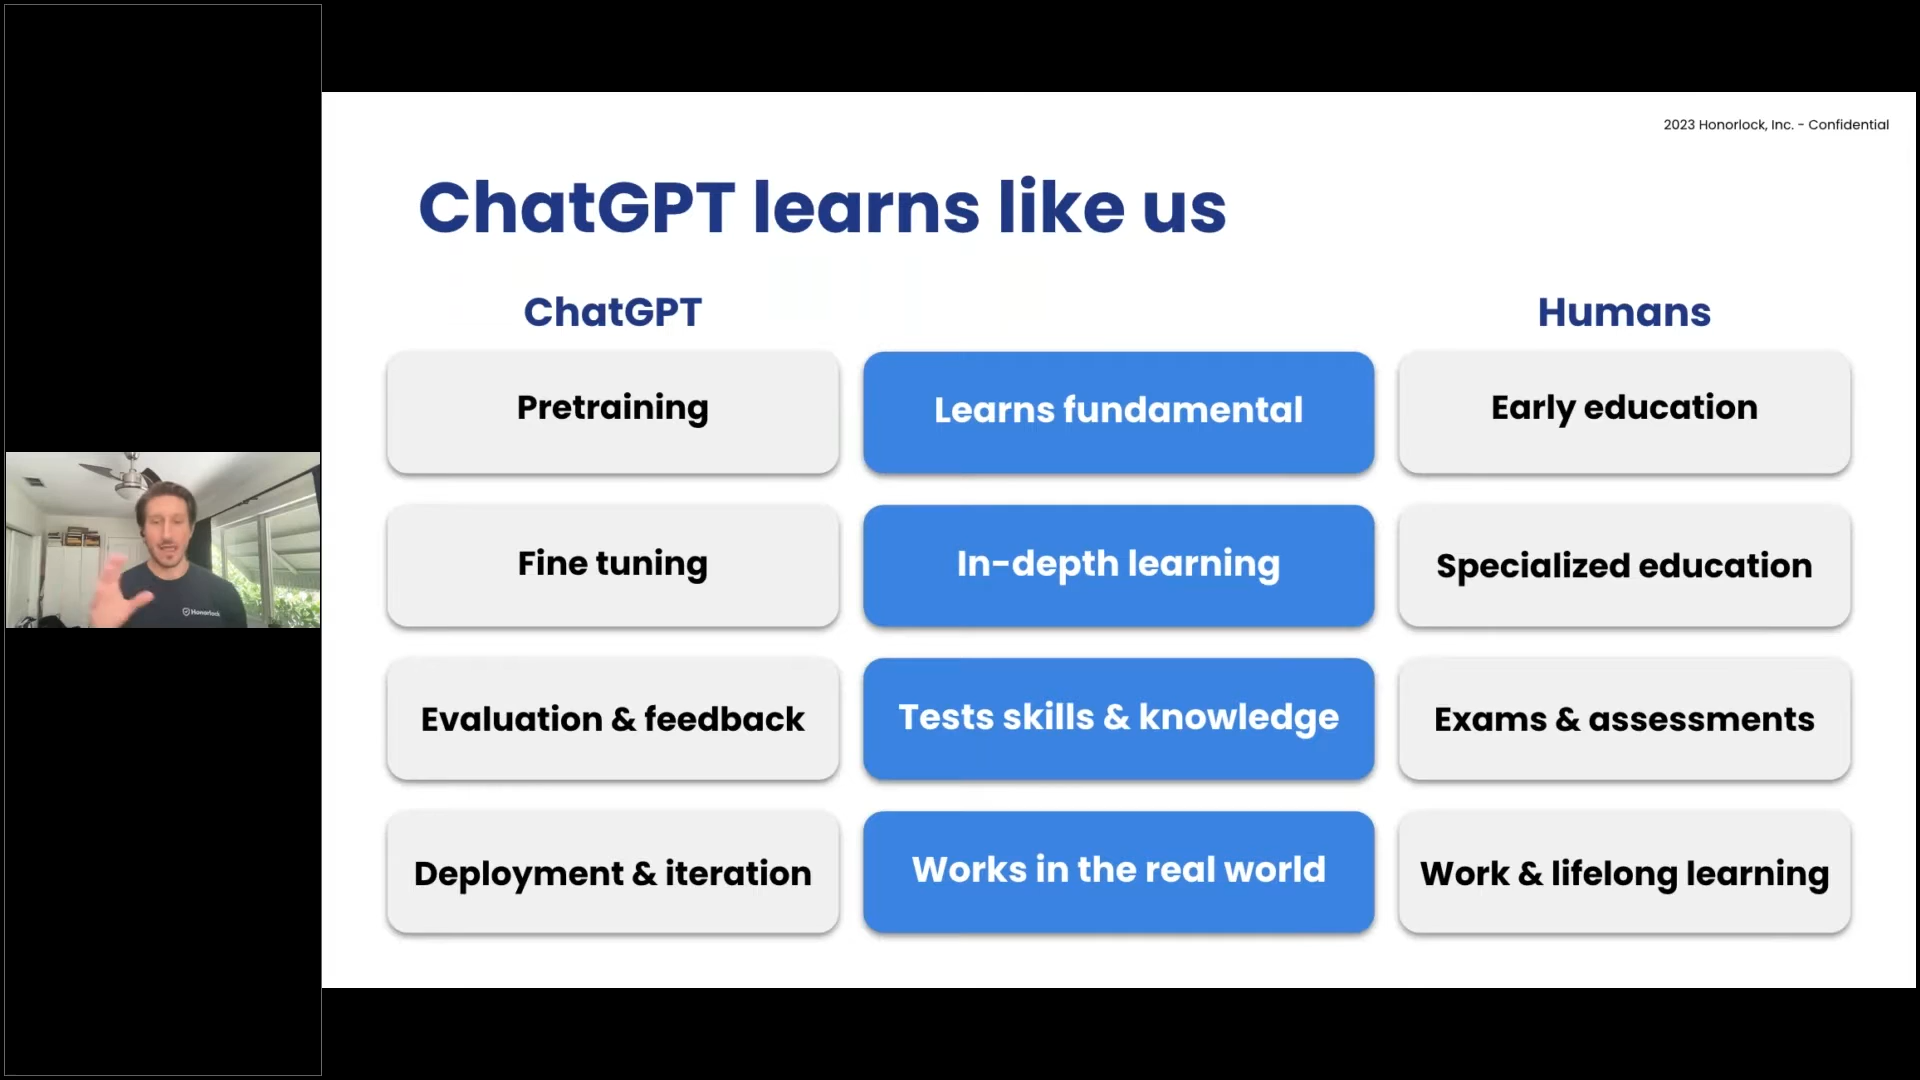 2023 Honorlock, Inc. - Confidential
ChatGPT learns like us
ChatGPT
Humans
Pretraining
Learns fundamental
Early education
Fine tuning
In-depth learning
Specialized education
Evaluation & feedback
Tests skills & knowledge
Exams & assessments
Deployment & iteration
Works in the real world
Work & lifelong learning
Honorlock